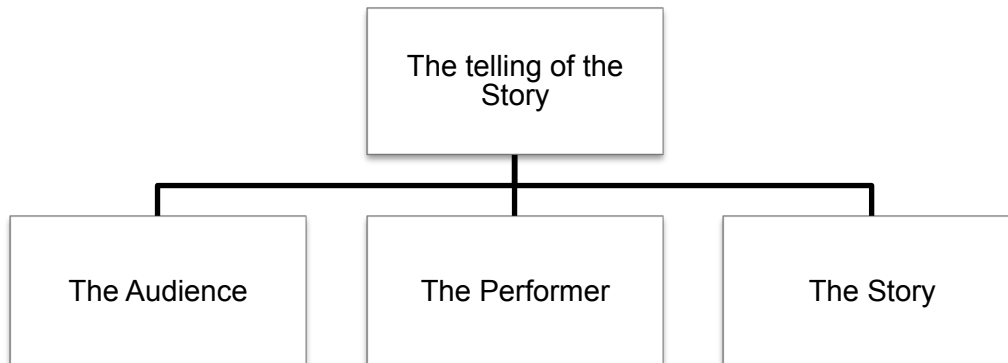 The telling of the
Story
The Audience
The Performer
The Story